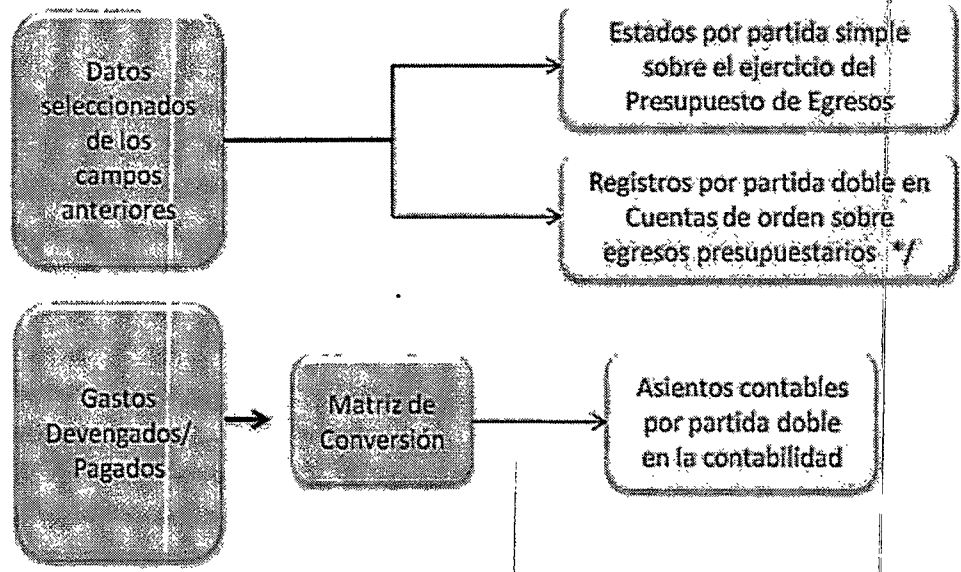 Datos
seleccionados
de los
campos
anteriores
Estados por partida simple
sobre el ejercicio del
Presupuesto de Egresos
Registros por partida doble en
Cuentas de orden sobre
egresos presupuestarios */
Gastos
Devengados/
Pagados
Matriz de
Conversión
Asientos contables
por partida doble
en la contabilidad